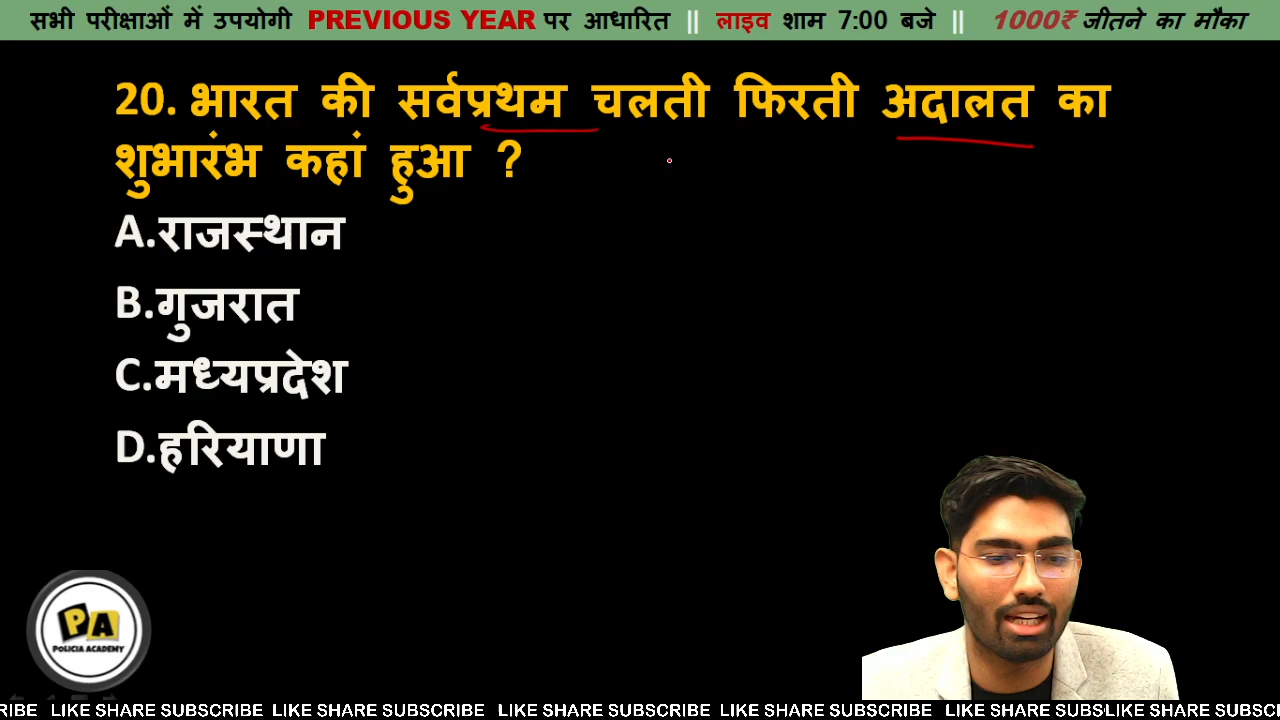 सभी परीक्षाओं में उपयोगी PREVIOUS YEAR पर आधारित || लाइव शाम 7:00 बजे || 1000₹ जीतने का मौका
20. भारत की सर्वप्रथम चलती फिरती अदालत का
शुभारंभ कहां हुआ ?
A.राजस्थान
B.गुजरात
C.मध्यप्रदेश
D.हरियाणा
PA
POLICIA ACADEMY
RIBE LIKE SHARE SUBSCRIBE LIKE SHARE SUBSCRIBE LIKE SHARE SUBSCRIBE LIKE SHARE SUBSCRIBE LIKE SHARE SUBSC